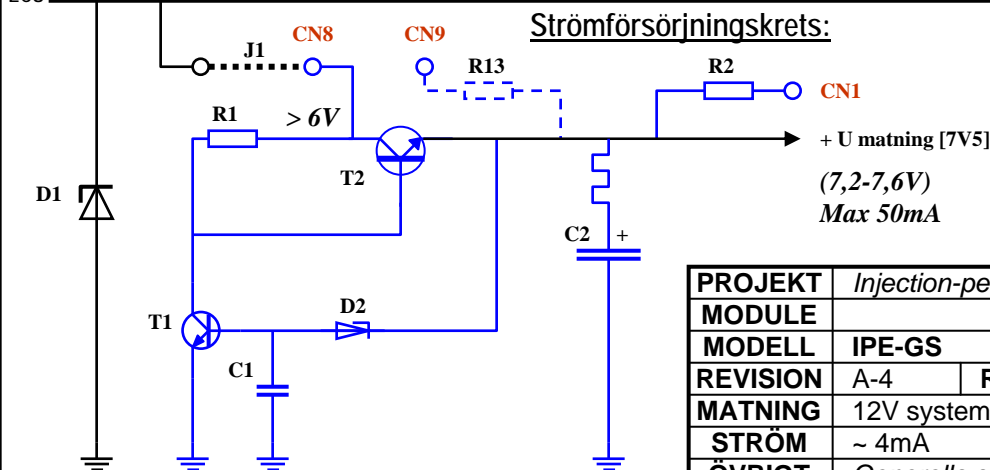 Strömförsörjningskrets:
CN8
CN9
J1
R13
R2
CN1
R1
> 6V
+ U matning [7V5]
T2
(7,2-7,6V)
D1
Max 50mA
C2
+
PROJEKT Injection-pe
MODULE
D2
T1
MODELL IPE-GS
C1
REVISION A-4
MATNING 12V system
STRÖM ~ 4mA